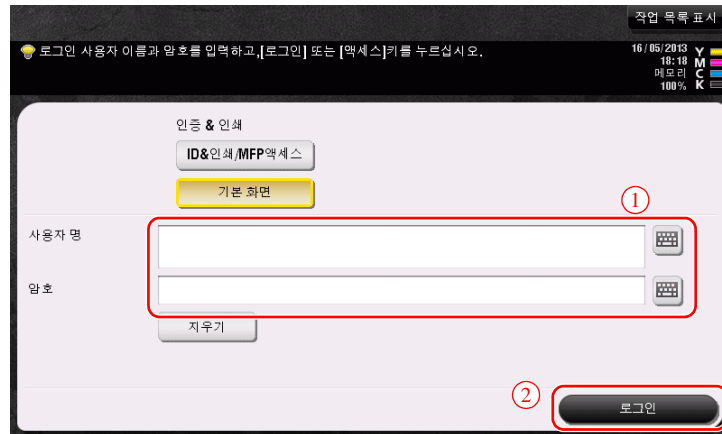 작업 목록 표시
로그인 사용자 이름과 암호를 입력하고,[로그인] 또는 [액세스]키를 누르십시오.
16/05/2013
18:18
메모리
100%
Y
M
C
K
인증 & 인쇄
ID&인쇄/MFP액세스
기본 화면
①
사용자 명
암호
지우기
②
로그인